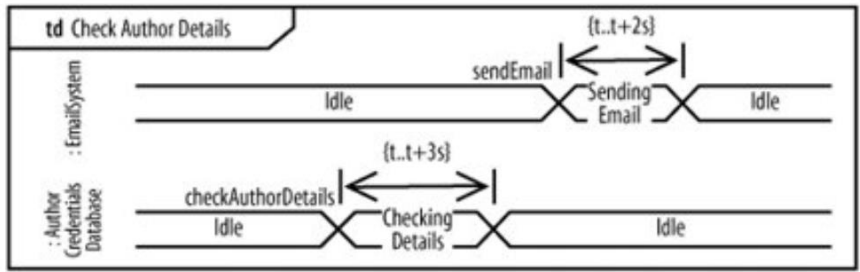 td Check Author Details
{t..t+2s}
sendEmail
: EmailSystem
Idle
Sending
Email
Idle
{t..t+3s}
checkAuthorDetails
: Author
Credentials
Database
Idle
Checking
Details
Idle